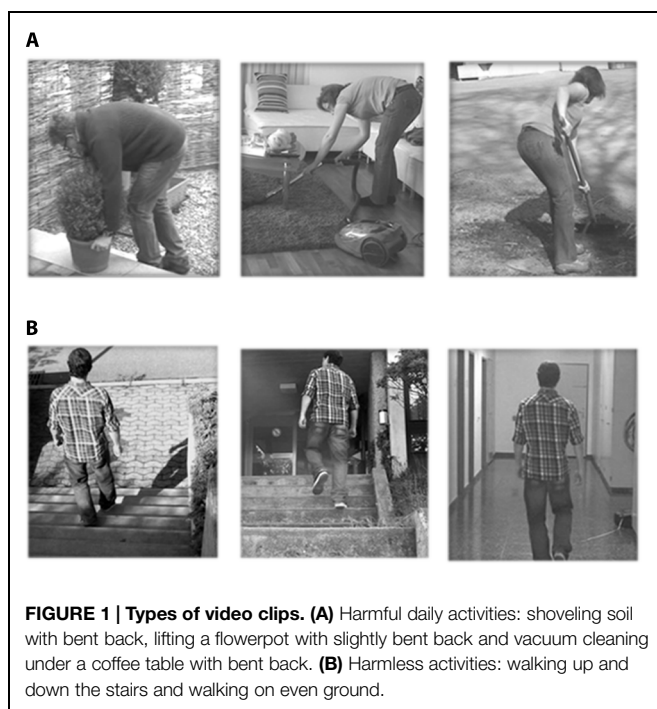 A
B
FIGURE 1 | Types of video clips. (A) Harmful daily activities: shoveling soil
with bent back, lifting a flowerpot with slightly bent back and vacuum cleaning
under a coffee table with bent back. (B) Harmless activities: walking up and
down the stairs and walking on even ground.